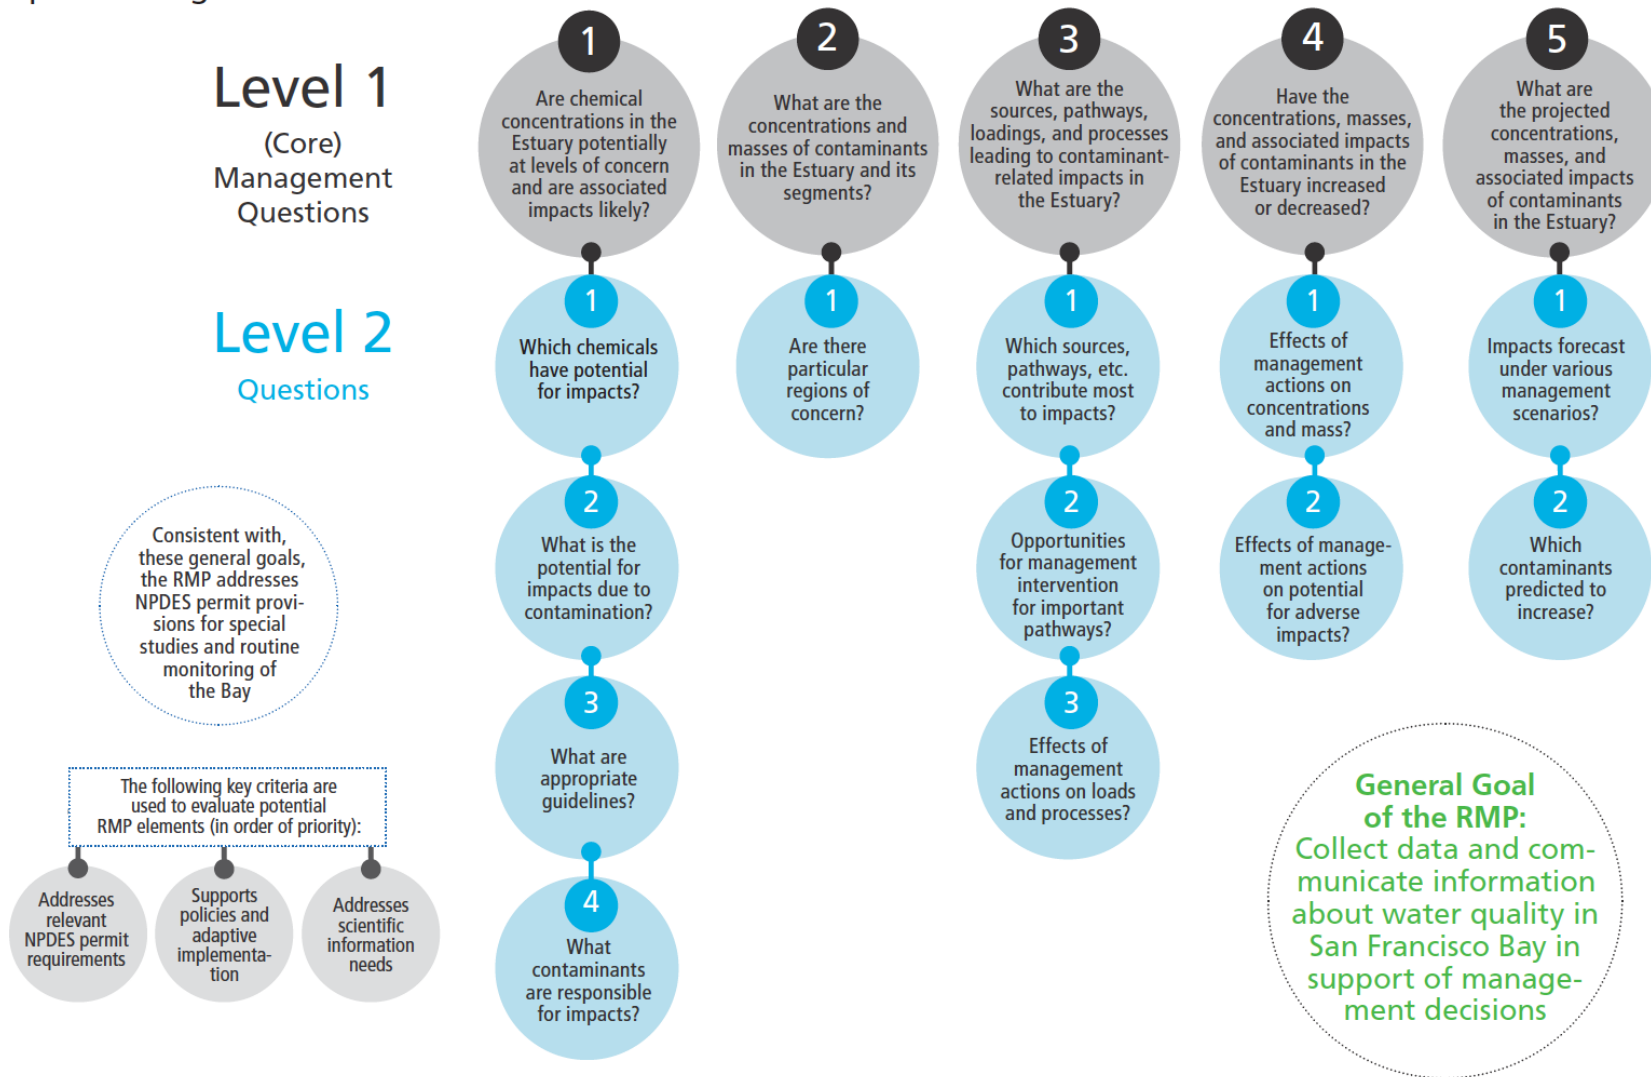 Level 1
(Core)
Management
Questions
1
Are chemical
concentrations in the
Estuary potentially
at levels of concern
and are associated
impacts likely?
2
What are the
concentrations and
masses of contaminants
in the Estuary and its
segments?
3
What are the
sources, pathways,
loadings, and processes
leading to contaminant-
related impacts in
the Estuary?
4
Have the
concentrations, masses,
and associated impacts
of contaminants in the
Estuary increased
or decreased?
5
What are
the projected
concentrations,
masses, and
associated impacts
of contaminants
in the Estuary?
Level 2
Questions
1
Which chemicals
have potential
for impacts?
1
Are there
particular
regions of
concern?
1
Which sources,
pathways, etc.
contribute most
to impacts?
1
Effects of
management
actions on
concentrations
and mass?
1
Impacts forecast
under various
management
scenarios?
2
What is the
potential for
impacts due to
contamination?
2
Opportunities
for management
intervention
for important
pathways?
2
Effects of manage-
ment actions
on potential
for adverse
impacts?
2
Which
contaminants
predicted to
increase?
3
What are
appropriate
guidelines?
3
Effects of
management
actions on loads
and processes?
4
What
contaminants
are responsible
for impacts?
Consistent with,
these general goals,
the RMP addresses
NPDES permit provi-
sions for special
studies and routine
monitoring of
the Bay
The following key criteria are
used to evaluate potential
RMP elements (in order of priority):
Addresses
relevant
NPDES permit
requirements
Supports
policies and
adaptive
implementa-
tion
Addresses
scientific
information
needs
General Goal
of the RMP:
Collect data and com-
municate information
about water quality in
San Francisco Bay in
support of manage-
ment decisions